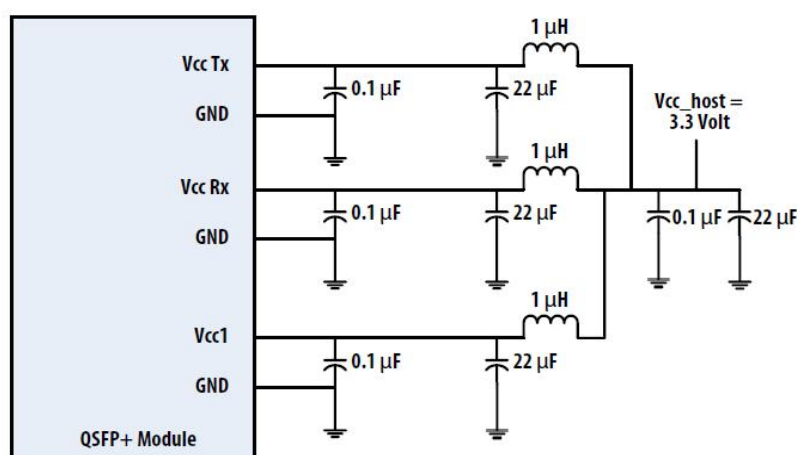 1 µH
Vcc Tx
0.1 µF
22 µF
GND
Vcc_host =
3.3 Volt
1 µH
Vcc Rx
0.1 µF
22 µF
0.1 µF
22 µF
GND
1 µH
Vcc1
0.1 µF
22 µF
GND
QSFP+ Module